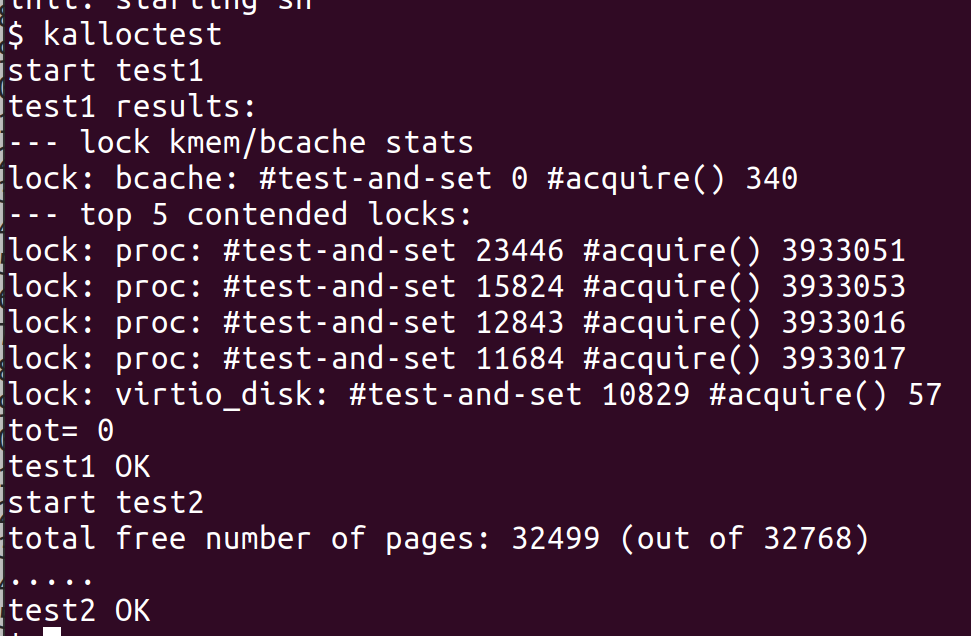 init: starting sh
$ kalloctest
start test1
test1 results:
--- lock kmem/bcache stats
lock: bcache: #test-and-set 0 #acquire() 340
--- top 5 contended locks:
lock: proc: #test-and-set 23446 #acquire() 3933051
lock: proc: #test-and-set 15824 #acquire() 3933053
lock: proc: #test-and-set 12843 #acquire() 3933016
lock: proc: #test-and-set 11684 #acquire() 3933017
lock: virtio_disk: #test-and-set 10829 #acquire() 57
tot= 0
test1 OK
start test2
total free number of pages: 32499 (out of 32768)
.....
test2 OK